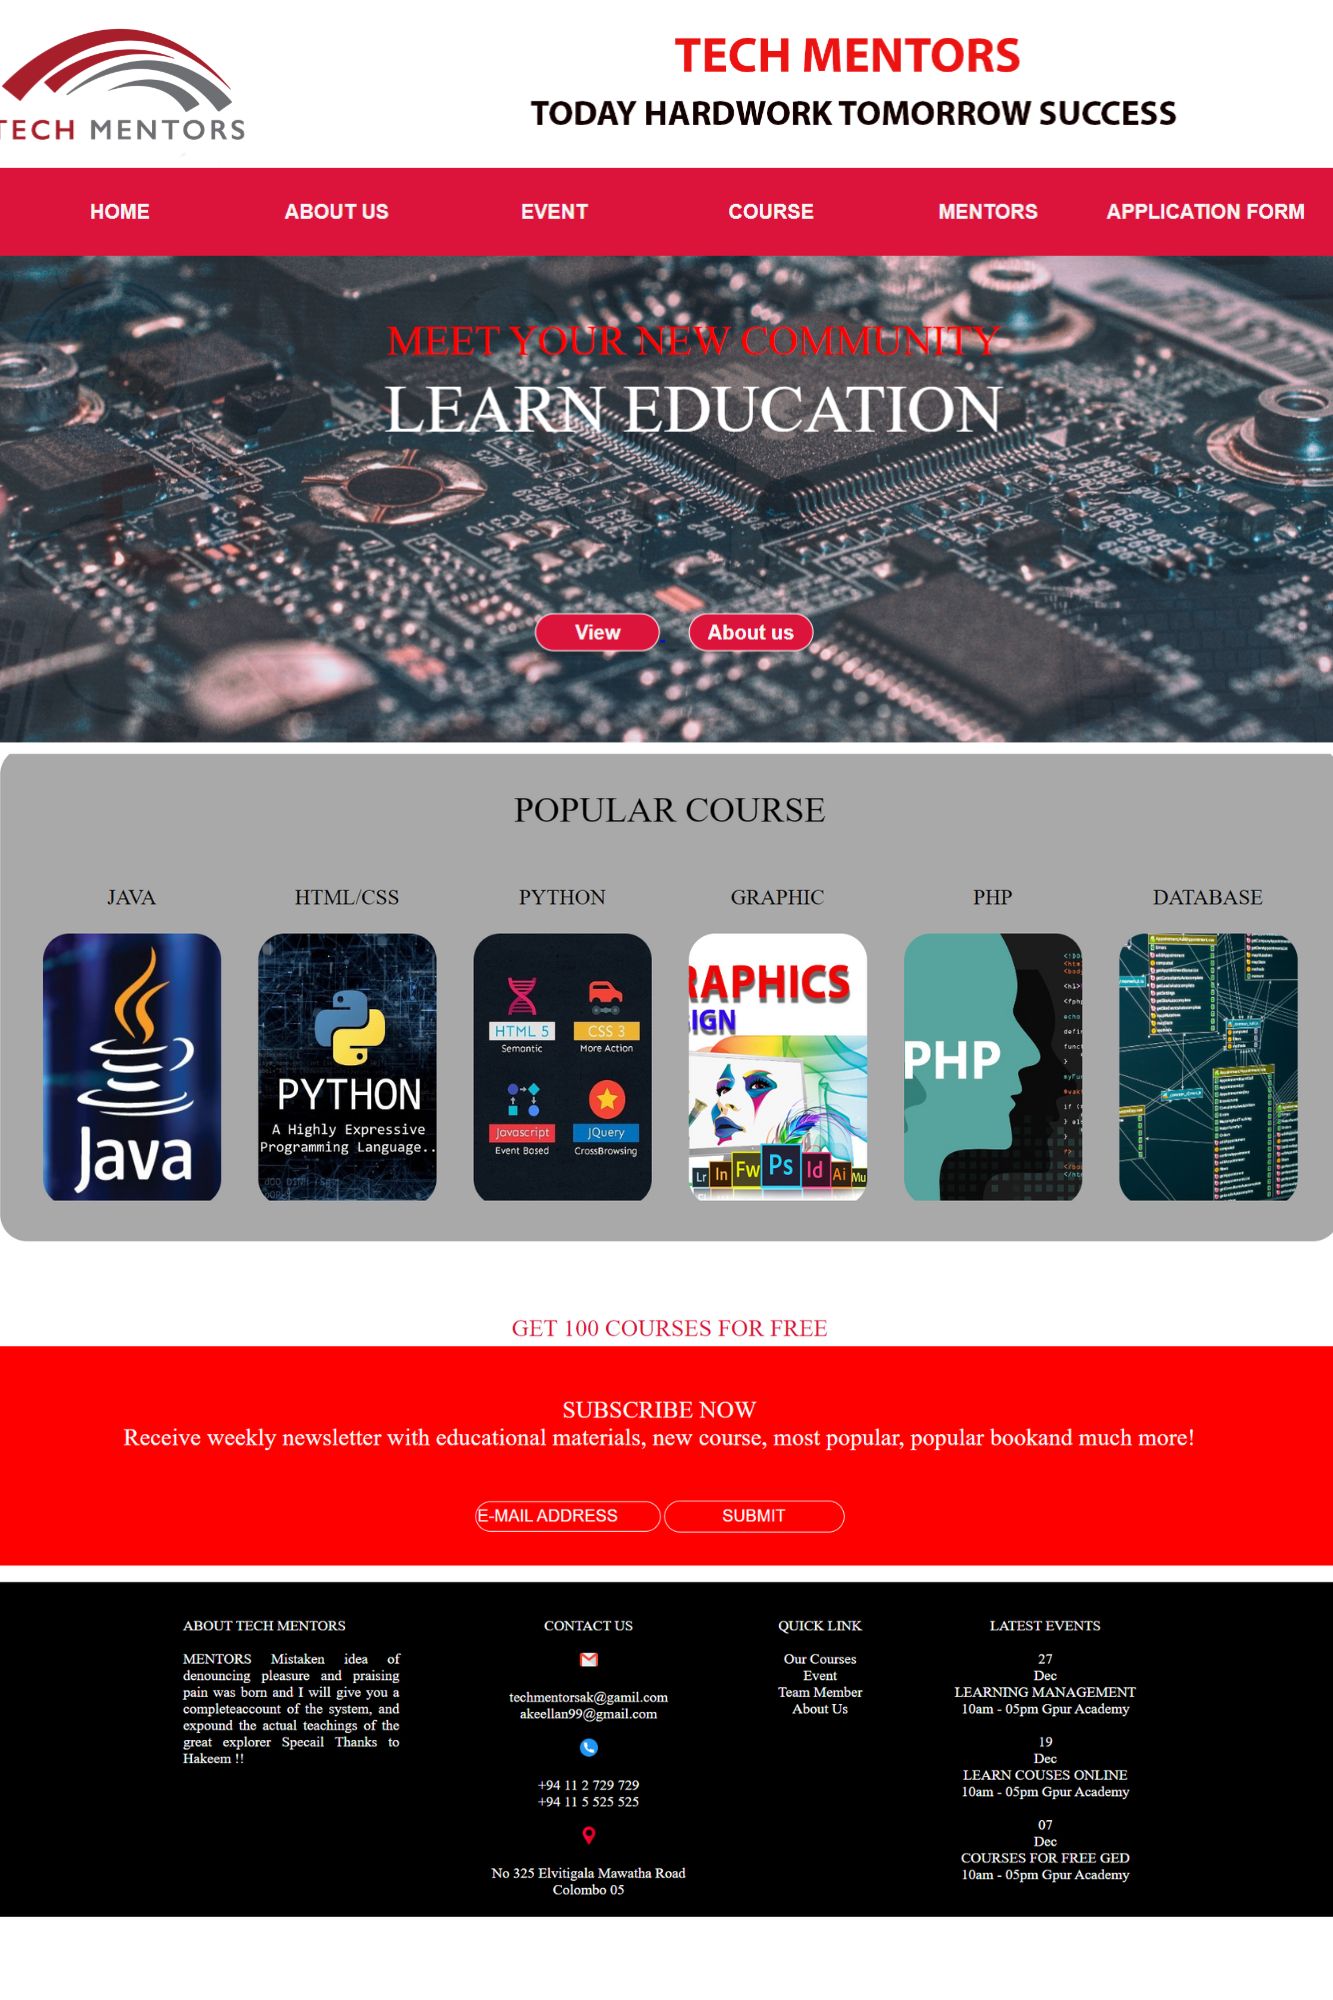 TECH MENTORS
TECH MENTORS
TODAY HARDWORK TOMORROW SUCCESS
HOME
ABOUT US
EVENT
COURSE
MENTORS
APPLICATION FORM
MEET YOUR NEW COMMUNITY
LEARN EDUCATION
View
About us
POPULAR COURSE
JAVA
HTML/CSS
PYTHON
GRAPHIC
PHP
DATABASE
Java
PYTHON
A Highly Expressive
Programming Language..
HTML 5
Semantic
CSS 3
More Action
Javascript
Event Based
JQuery
CrossBrowsing
RAPHICS
IGN
Lr In Fw Ps Id Ai Mu
PHP
GET 100 COURSES FOR FREE
SUBSCRIBE NOW
Receive weekly newsletter with educational materials, new course, most popular, popular bookand much more!
E-MAIL ADDRESS
SUBMIT
ABOUT TECH MENTORS
MENTORS Mistaken idea of
denouncing pleasure and praising
pain was born and I will give you a
completeaccount of the system, and
expound the actual teachings of the
great explorer Specail Thanks to
Hakeem !!
CONTACT US
techmentorsak@gamil.com
akeellan99@gmail.com
+94 11 2 729 729
+94 11 5 525 525
No 325 Elvitigala Mawatha Road
Colombo 05
QUICK LINK
Our Courses
Event
Team Member
About Us
LATEST EVENTS
27
Dec
LEARNING MANAGEMENT
10am - 05pm Gpur Academy
19
Dec
LEARN COUSES ONLINE
10am - 05pm Gpur Academy
07
Dec
COURSES FOR FREE GED
10am - 05pm Gpur Academy